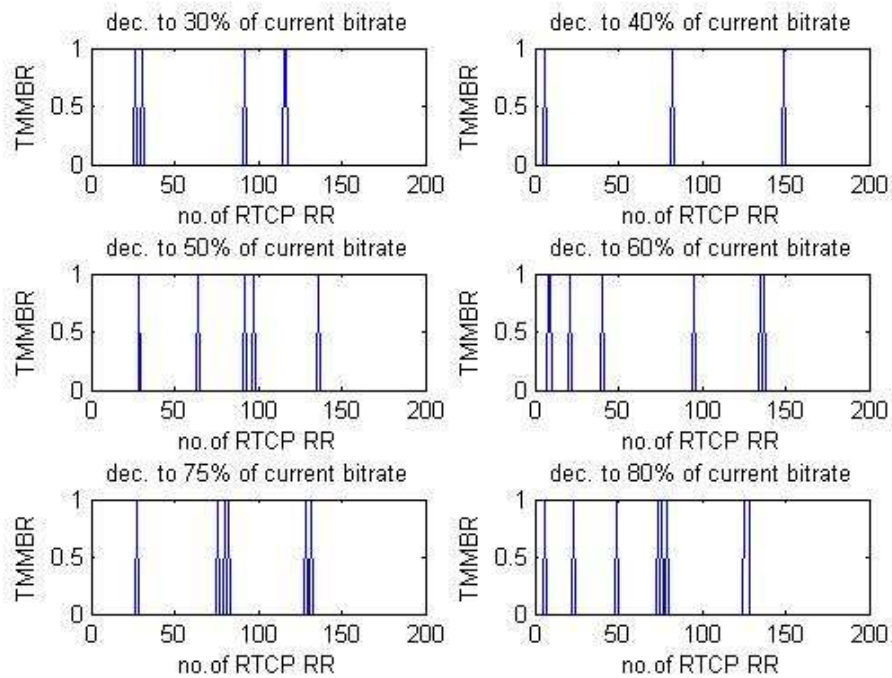 dec. to 30% of current bitrate
1
0.5
0
TMMBR
0 50 100 150 200
no.of RTCP RR
dec. to 40% of current bitrate
1
0.5
0
TMMBR
0 50 100 150 200
no.of RTCP RR
dec. to 50% of current bitrate
1
0.5
0
TMMBR
0 50 100 150 200
no.of RTCP RR
dec. to 60% of current bitrate
1
0.5
0
TMMBR
0 50 100 150 200
no.of RTCP RR
dec. to 75% of current bitrate
1
0.5
0
TMMBR
0 50 100 150 200
no.of RTCP RR
dec. to 80% of current bitrate
1
0.5
0
TMMBR
0 50 100 150 200
no.of RTCP RR